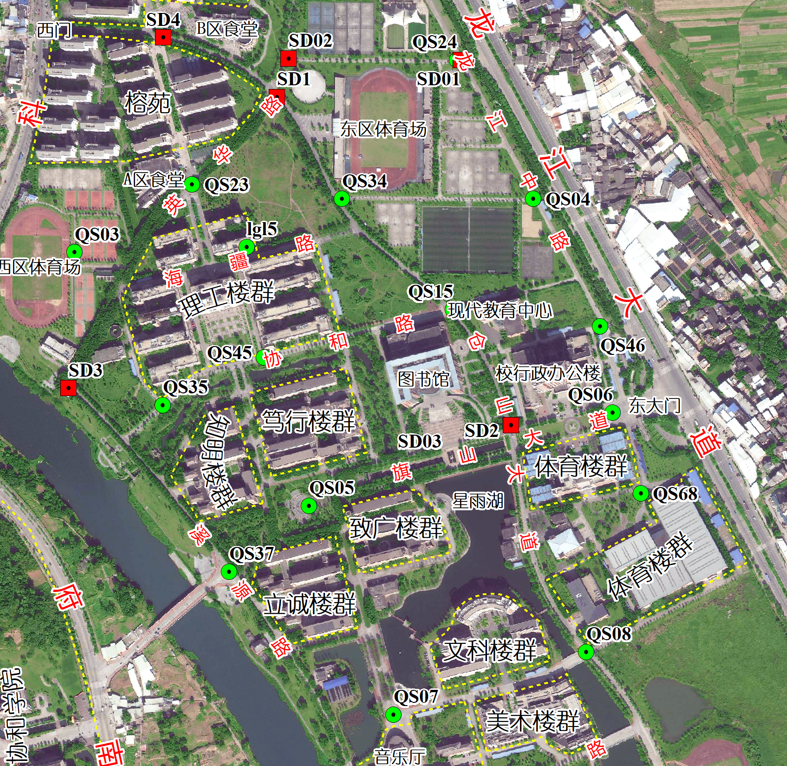 SD4
B区食堂
西门
龙
SD02
QS24
SD1
SD01
龙
村
榕苑
路
东区体育场
江
华
江
A区食堂
QS23
中
英
QS34
QS04
QS03
lgl5
路
路
西区体育场
海
疆
理工楼群
大
QS15
现代教育中心
路
仓
QS45
协
和
QS46
SD3
图书馆
校行政办公楼
QS35
QS06
东大门
山
道
笃行楼群
SD2
大
道
SD03
知明楼群
山
旗
大
体育楼群
QS05
星雨湖
QS68
致广楼群
溪
道
体育楼群
QS37
府
源
立诚楼群
路
文科楼群
QS08
协和学院
QS07
美术楼群
南
音乐厅
路